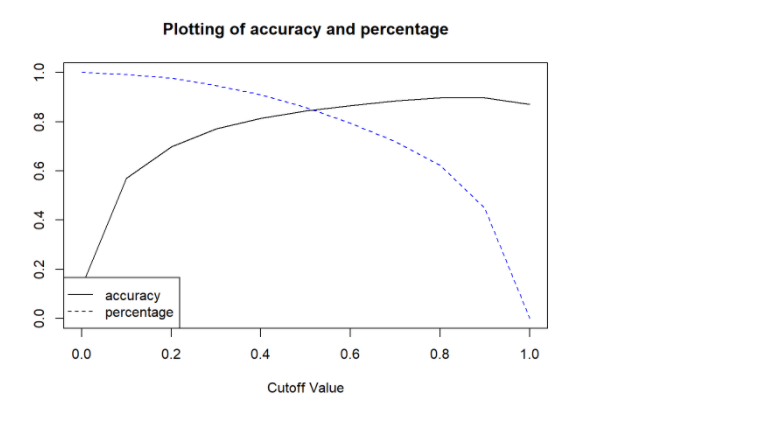 Plotting of accuracy and percentage
1.0
0.8
0.6
0.4
0.2
0.0
accuracy
percentage
0.0 0.2 0.4 0.6 0.8 1.0
Cutoff Value